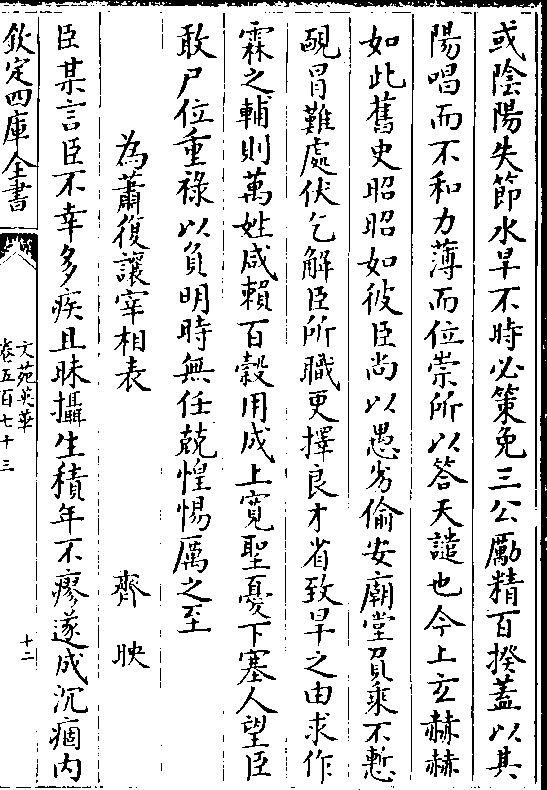 或陰陽失節水旱不時必策免三公勵精百揆蓋以其
陽唱而不和力薄而位崇所以答天譴也今上玄赫赫
如此舊史昭昭如彼臣尚以愚劣偷安廟堂負乗不慙
覥冒難處伏乞解臣所職更擇良才省致旱之由求作
霖之輔則萬姓咸賴百穀用成上寛聖憂下塞人望臣
敢尸位重禄以負明時無任兢惶惕厲之至
為蕭復讓宰相表 齊映
臣某言臣不幸多疾且昧攝生積年不瘳遂成沉痼内
欽定四庫全書
文苑英華
卷五百七十三
十二